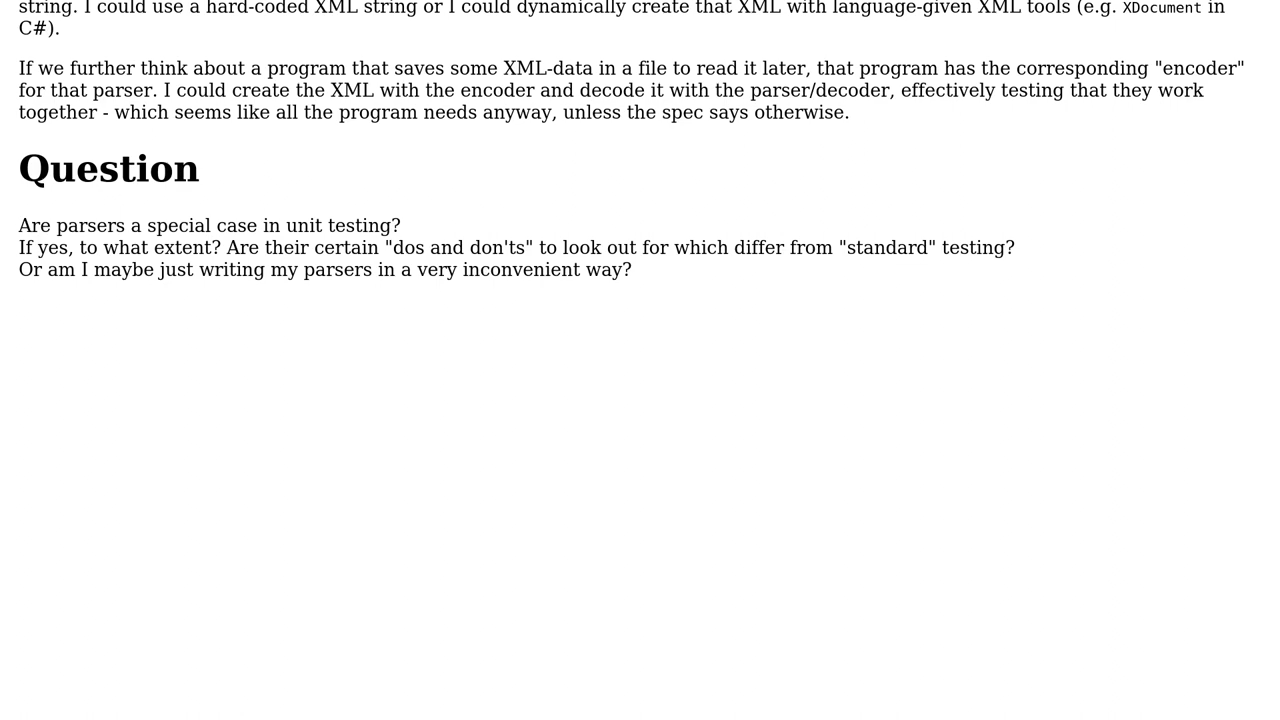 string. I could use a hard-coded XML string or I could dynamically create that XML with language-given XML tools (e.g. XDocument in
C#).
If we further think about a program that saves some XML-data in a file to read it later, that program has the corresponding "encoder"
for that parser. I could create the XML with the encoder and decode it with the parser/decoder, effectively testing that they work
together - which seems like all the program needs anyway, unless the spec says otherwise.
Question
Are parsers a special case in unit testing?
If yes, to what extent? Are their certain "dos and don'ts" to look out for which differ from "standard" testing?
Or am I maybe just writing my parsers in a very inconvenient way?